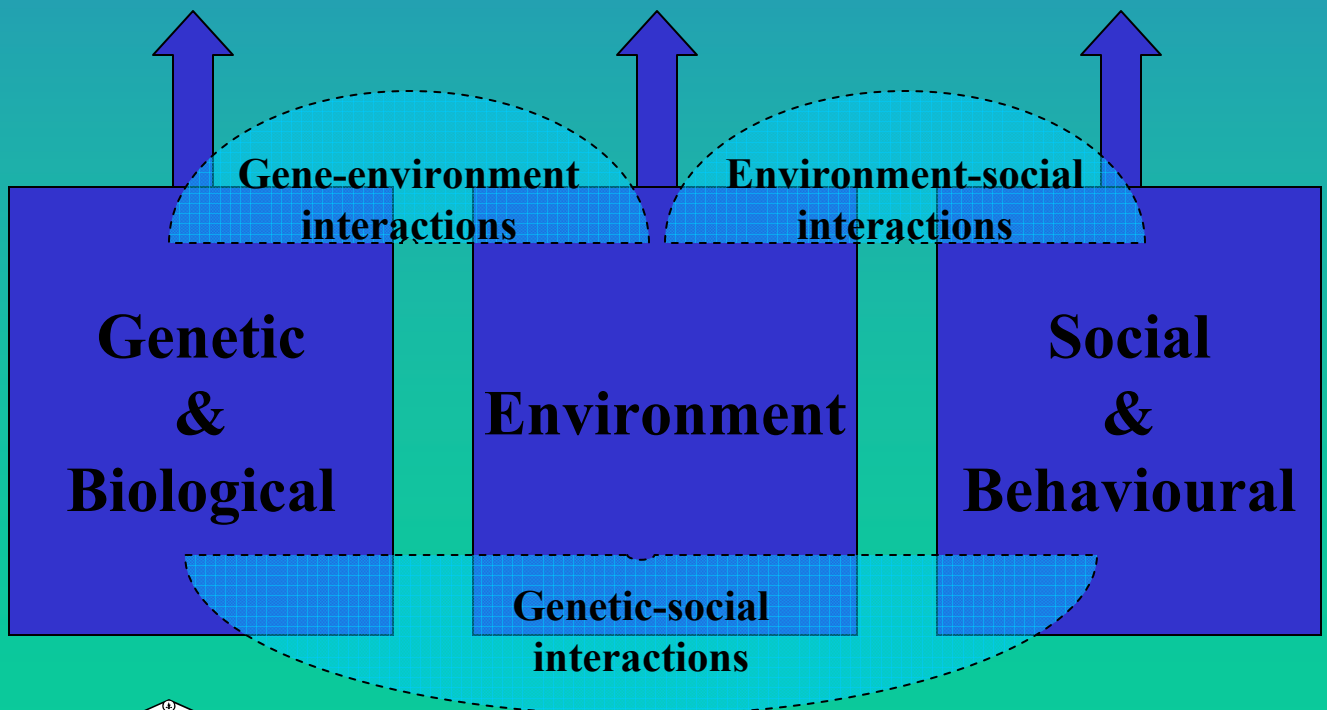 Gene-environment
interactions
Environment-social
interactions
Genetic
&
Biological
Environment
Social
&
Behavioural
Genetic-social
interactions